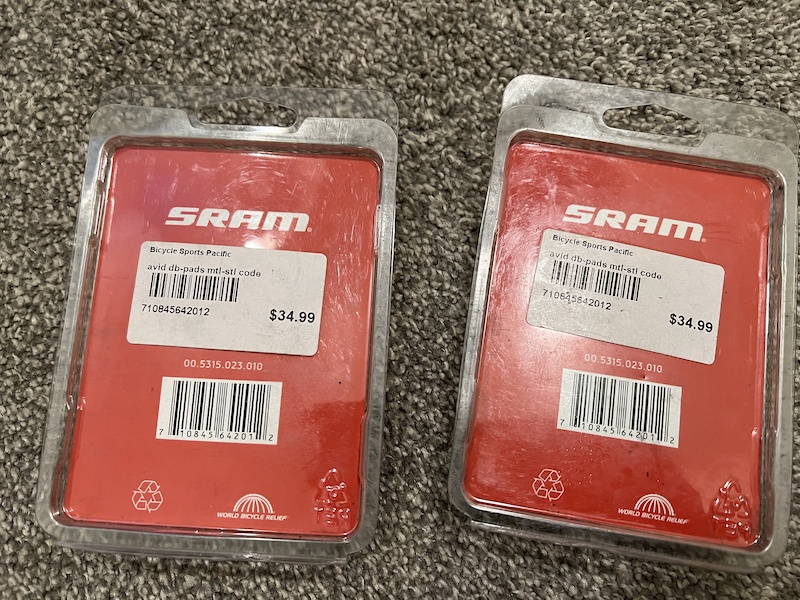 SRAM
Bicycle Sports Pacific
avid db-pads mtl-stl code
710845642012
$34.99
00.5315.023.010
7 10845 64201 2
WORLD BICYCLE RELIEF
SRAM
Bicycle Sports Pacific
avid db-pads mtl-stl code
710845642012
$34.99
00.5315.023.010
7 10845 64201 2
WORLD BICYCLE RELIEF